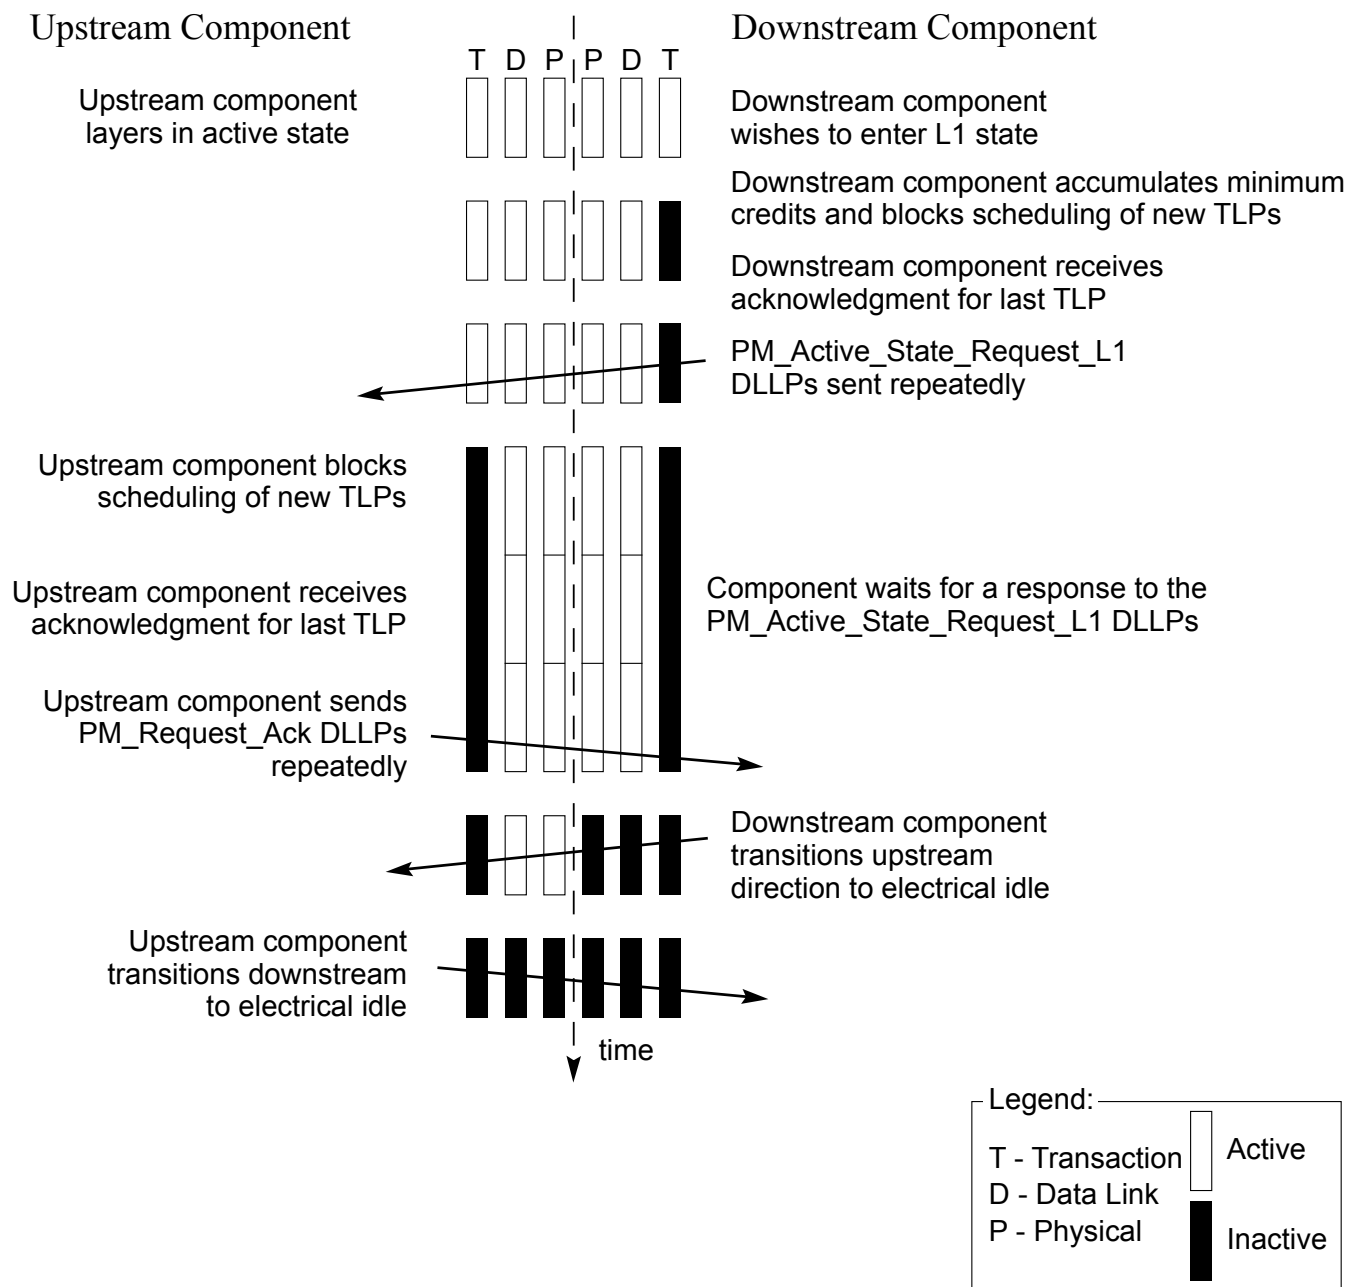 Upstream Component
Downstream Component
T D P P D T
Upstream component
layers in active state
Downstream component
wishes to enter L1 state
Downstream component accumulates minimum
credits and blocks scheduling of new TLPs
Downstream component receives
acknowledgment for last TLP
PM_Active_State_Request_L1
DLLPs sent repeatedly
Upstream component blocks
scheduling of new TLPs
Upstream component receives
acknowledgment for last TLP
Component waits for a response to the
PM_Active_State_Request_L1 DLLPs
Upstream component sends
PM_Request_Ack DLLPs
repeatedly
Downstream component
transitions upstream
direction to electrical idle
Upstream component
transitions downstream
to electrical idle
time
Legend:
T - Transaction
D - Data Link
P - Physical
Active
Inactive